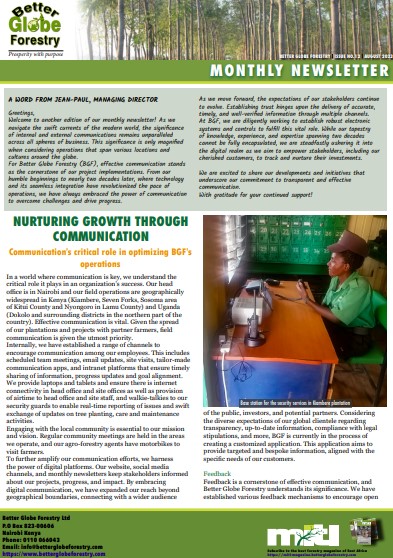 Better
Globe
Forestry
Prosperity with purpose
BETTER GLOBE FORESTRY | ISSUE NO.
MONTHLY NEWSLETTER
A WORD FROM JEAN-PAUL, MANAGING DIRECTOR
Greetings,
Welcome to another edition of our monthly newsletter! As we
navigate the swift currents of the modern world, the significance
of internal and external communications remains unparalleled
across all spheres of business. This significance is only magnified
when considering operations that span various locations and
cultures around the globe.
For Better Globe Forestry (BGF), effective communication stands
as the cornerstone of our project implementations. From our
humble beginnings to nearly two decades later, where technology
and its seamless integration have revolutionized the pace of
operations, we have always embraced the power of communication
to overcome challenges and drive progress.
As we move forward, the expectations of our stakeholders continue
to evolve. Establishing trust hinges upon the delivery of accurate,
timely, and well-verified information through multiple channels.
At BGF, we are diligently working to establish robust electronic
systems and controls to fulfil this vital role. While our tapestry
of knowledge, experience, and expertise spanning two decades
cannot be fully encapsulated, we are steadily ushering it into
the digital realm as we aim to empower stakeholders, including our
cherished customers, to track and nurture their investments.
We are excited to share our developments and initiatives that
underscore our commitment to transparent and effective
communication.
With gratitude for your continued support!
NURTURING GROWTH THROUGH
COMMUNICATION
Communication's critical role in optimizing BGF's
operations
In a world where communication is key, we understand the
critical role it plays in an organization's success. Our head
office is in Nairobi and our field operations are geographically
widespread in Kenya (Kiambere, Seven Forks, Sosoma area
of Kitui County and Nyongoro in Lamu County) and Uganda
(Dokolo and surrounding districts in the northern part of the
country). Effective communication is vital. Given the spread
of our plantations and projects with partner farmers, field
communication is given the utmost priority.
Internally, we have established a range of channels to
encourage communication among our employees. This includes
scheduled team meetings, email updates, site visits, tailor-made
communication apps, and intranet platforms that ensure timely
sharing of information, progress updates and goal alignment.
We provide laptops and tablets and ensure there is internet
connectivity in head office and site offices as well as provision
of airtime to head office and site staff, and walkie-talkies to our
security guards to enable real-time reporting of issues and swift
exchange of updates on tree planting, care and maintenance
activities.
Engaging with the local community is essential to our mission
and vision. Regular community meetings are held in the areas
we operate, and our agro-forestry agents have motorbikes to
visit farmers.
To further amplify our communication efforts, we harness
the power of digital platforms. Our website, social media
channels, and monthly newsletters keep stakeholders informed
about our projects, progress, and impact. By embracing
digital communication, we have expanded our reach beyond
geographical boundaries, connecting with a wider audience
Base station for the security services in Kiambere plantation
of the public, investors, and potential partners. Considering
the diverse expectations of our global clientele regarding
transparency, up-to-date information, compliance with legal
stipulations, and more, BGF is currently in the process of
creating a customized application. This application aims to
provide targeted and bespoke information, aligned with the
specific needs of our customers.
Feedback
Feedback is a cornerstone of effective communication, and
Better Globe Forestry understands its significance. We have
established various feedback mechanisms to encourage open
Better Globe Forestry Ltd
P.O Box 823-00606
Nairobi Kenya
Phone: 0110 066043
Email: info@betterglobeforestry.com
https://www.betterglobeforestry.com
miti
Subscribe to the best forestry magazine of East Africa